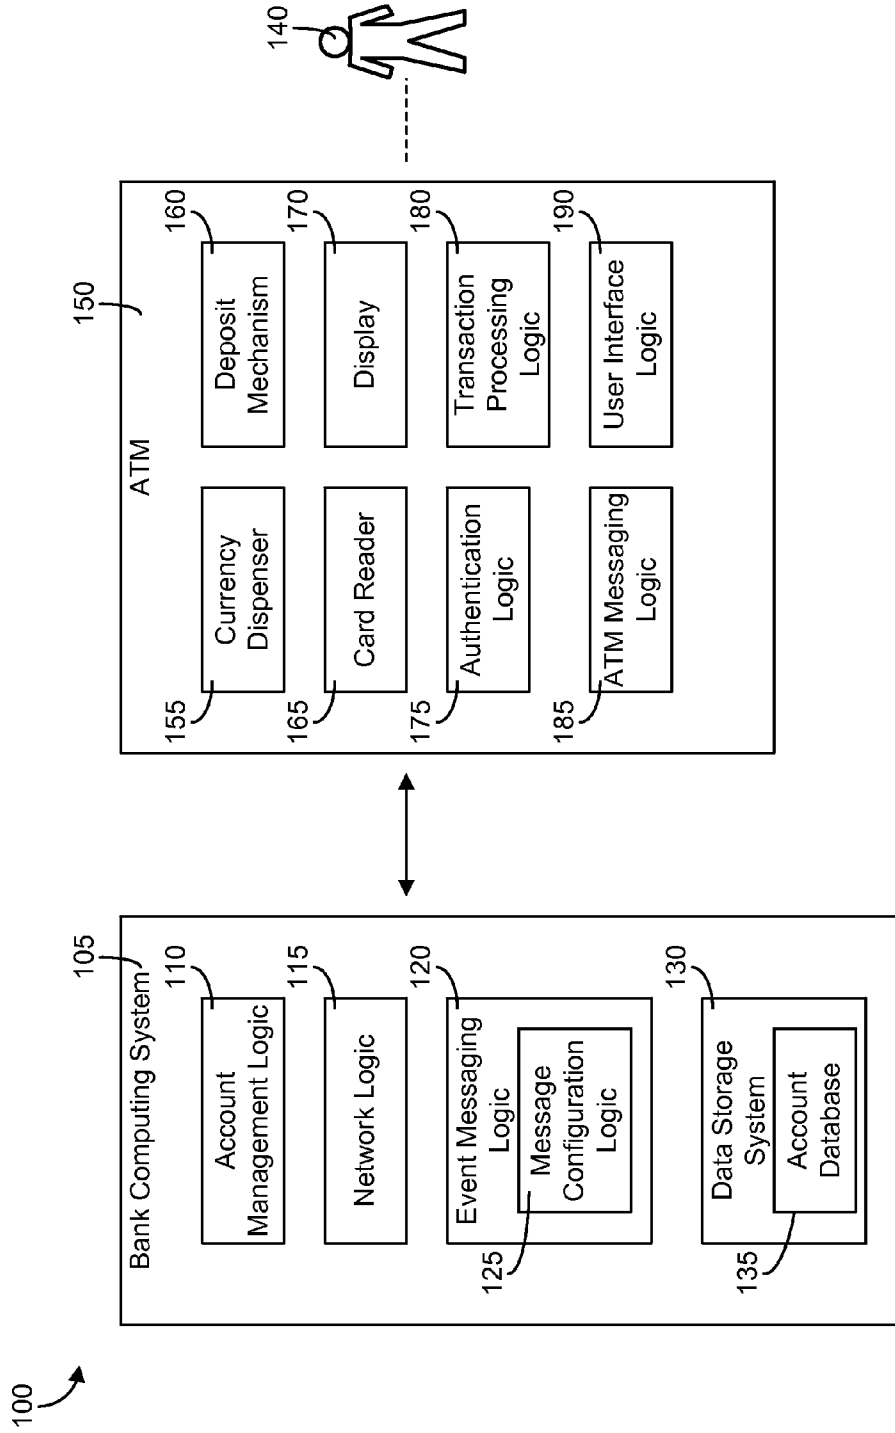 100
Bank Computing System
105
Account
Management Logic
110
Network Logic
115
Event Messaging
Logic
120
Message
Configuration
Logic
125
Data Storage
System
130
Account
Database
135
ATM
150
Currency
Dispenser
155
Deposit
Mechanism
160
Card Reader
165
Display
170
Authentication
Logic
175
Transaction
Processing
Logic
180
ATM Messaging
Logic
185
User Interface
Logic
190
140